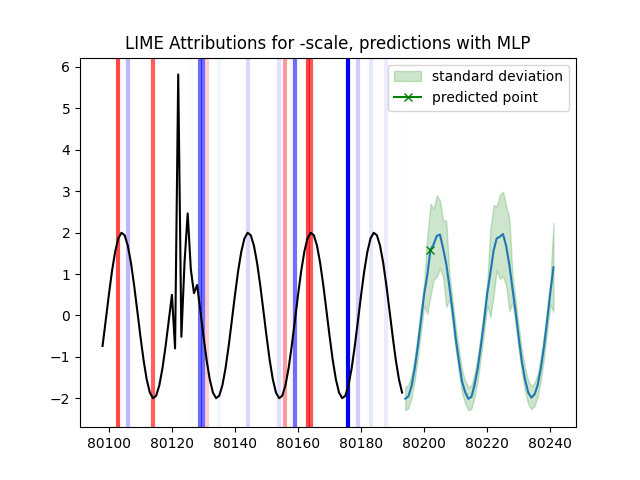 LIME Attributions for -scale, predictions with MLP
6
5
4
3
2
1
0
−1
−2
standard deviation
predicted point
80100 80120 80140 80160 80180 80200 80220 80240